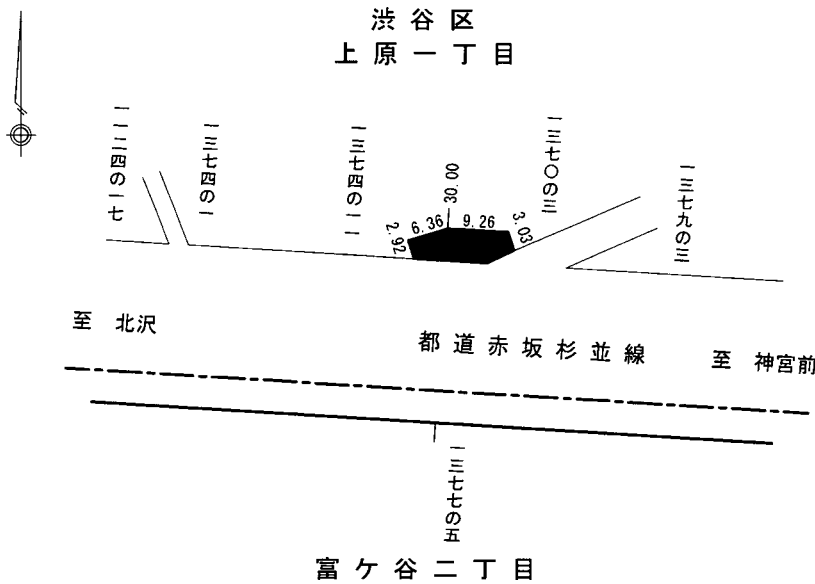 渋谷区
上原一丁目
一一二四の一七
一三七四の一
一三七四の一一
30.00
一三七〇の三
一三七九の三
2.92
6.36
9.26
3.03
至 北沢
都道赤坂杉並線
至 神宮前
一三七七の五
富ケ谷二丁目